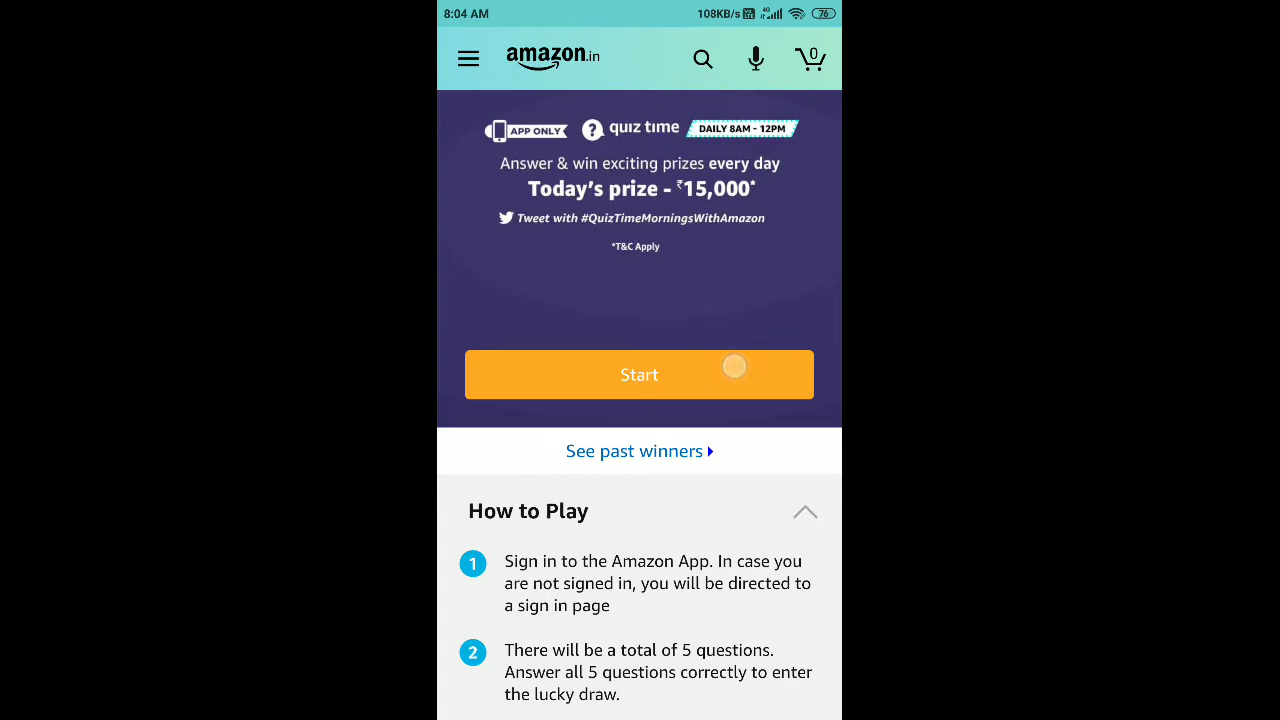 8:04 AM 108KB/s 4G 76
amazon.in 0
APP ONLY ? quiz time DAILY 8AM - 12PM
Answer & win exciting prizes every day
Today's prize - ₹15,000*
Tweet with #QuizTimeMorningsWithAmazon
*T&C Apply
Start
See past winners
How to Play
1 Sign in to the Amazon App. In case you
are not signed in, you will be directed to
a sign in page
2 There will be a total of 5 questions.
Answer all 5 questions correctly to enter
the lucky draw.